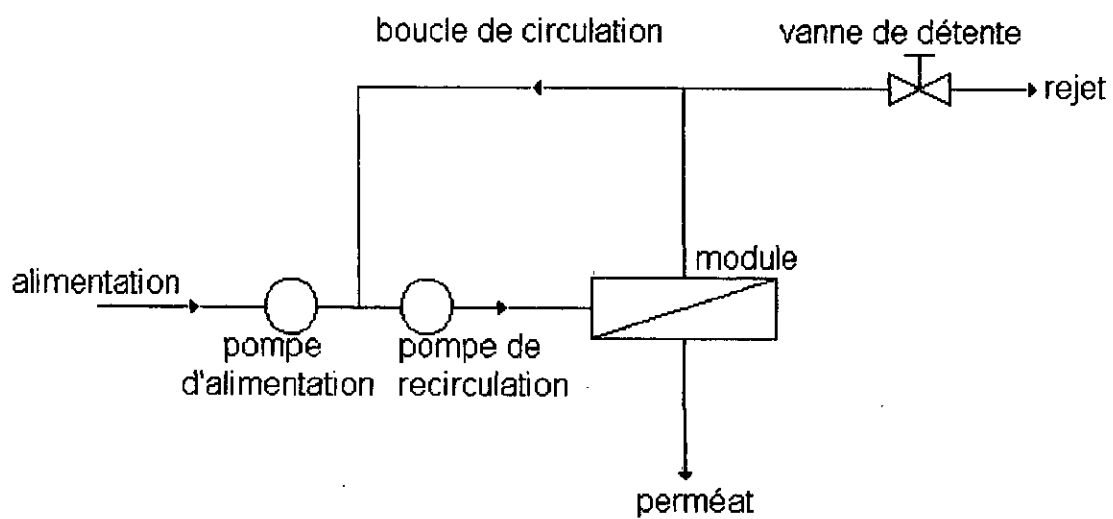 boucle de circulation
vanne de détente
rejet
module
alimentation
pompe
d'alimentation
pompe de
recirculation
perméat